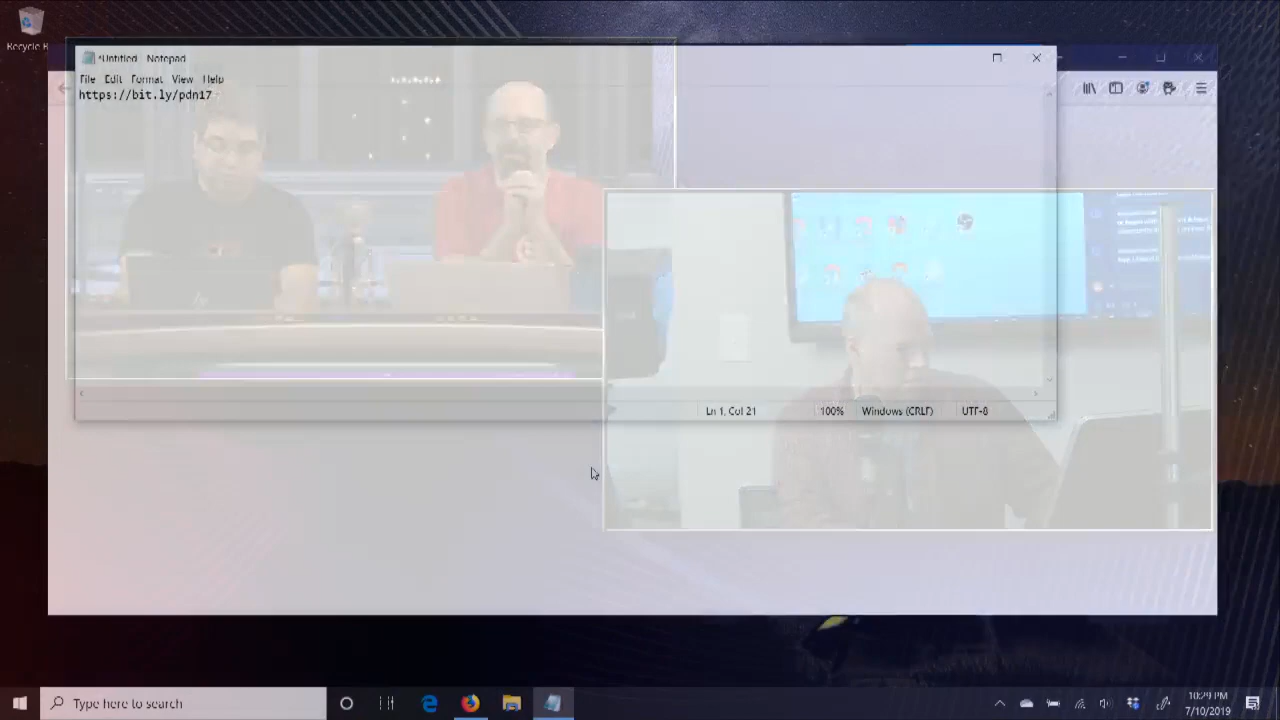 Recycle B
*Untitled - Notepad
File Edit Format View Help
https://bit.ly/pdn17
Ln 1, Col 21
100%
Windows (CRLF)
UTF-8
Type here to search
10:29 PM
7/10/2019